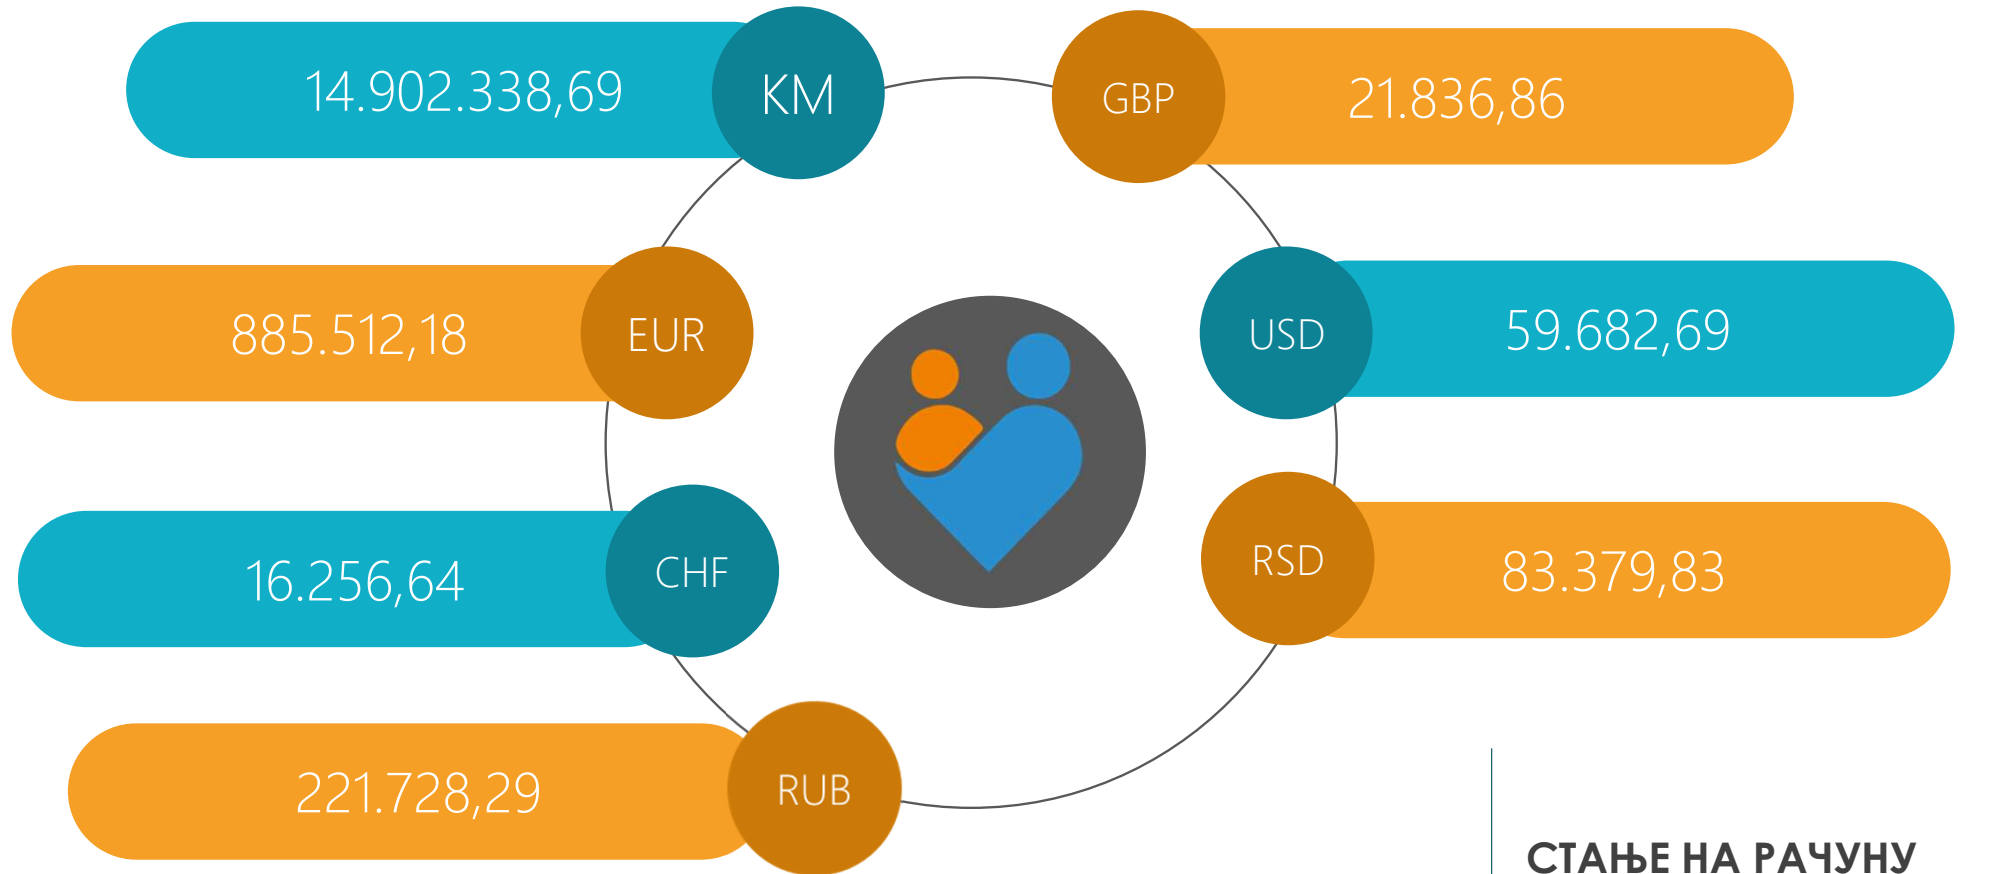 14.902.338,69
KM
GBP
21.836,86
885.512,18
EUR
USD
59.682,69
16.256,64
CHF
RSD
83.379,83
221.728,29
RUB
СТАЊЕ НА РАЧУНУ